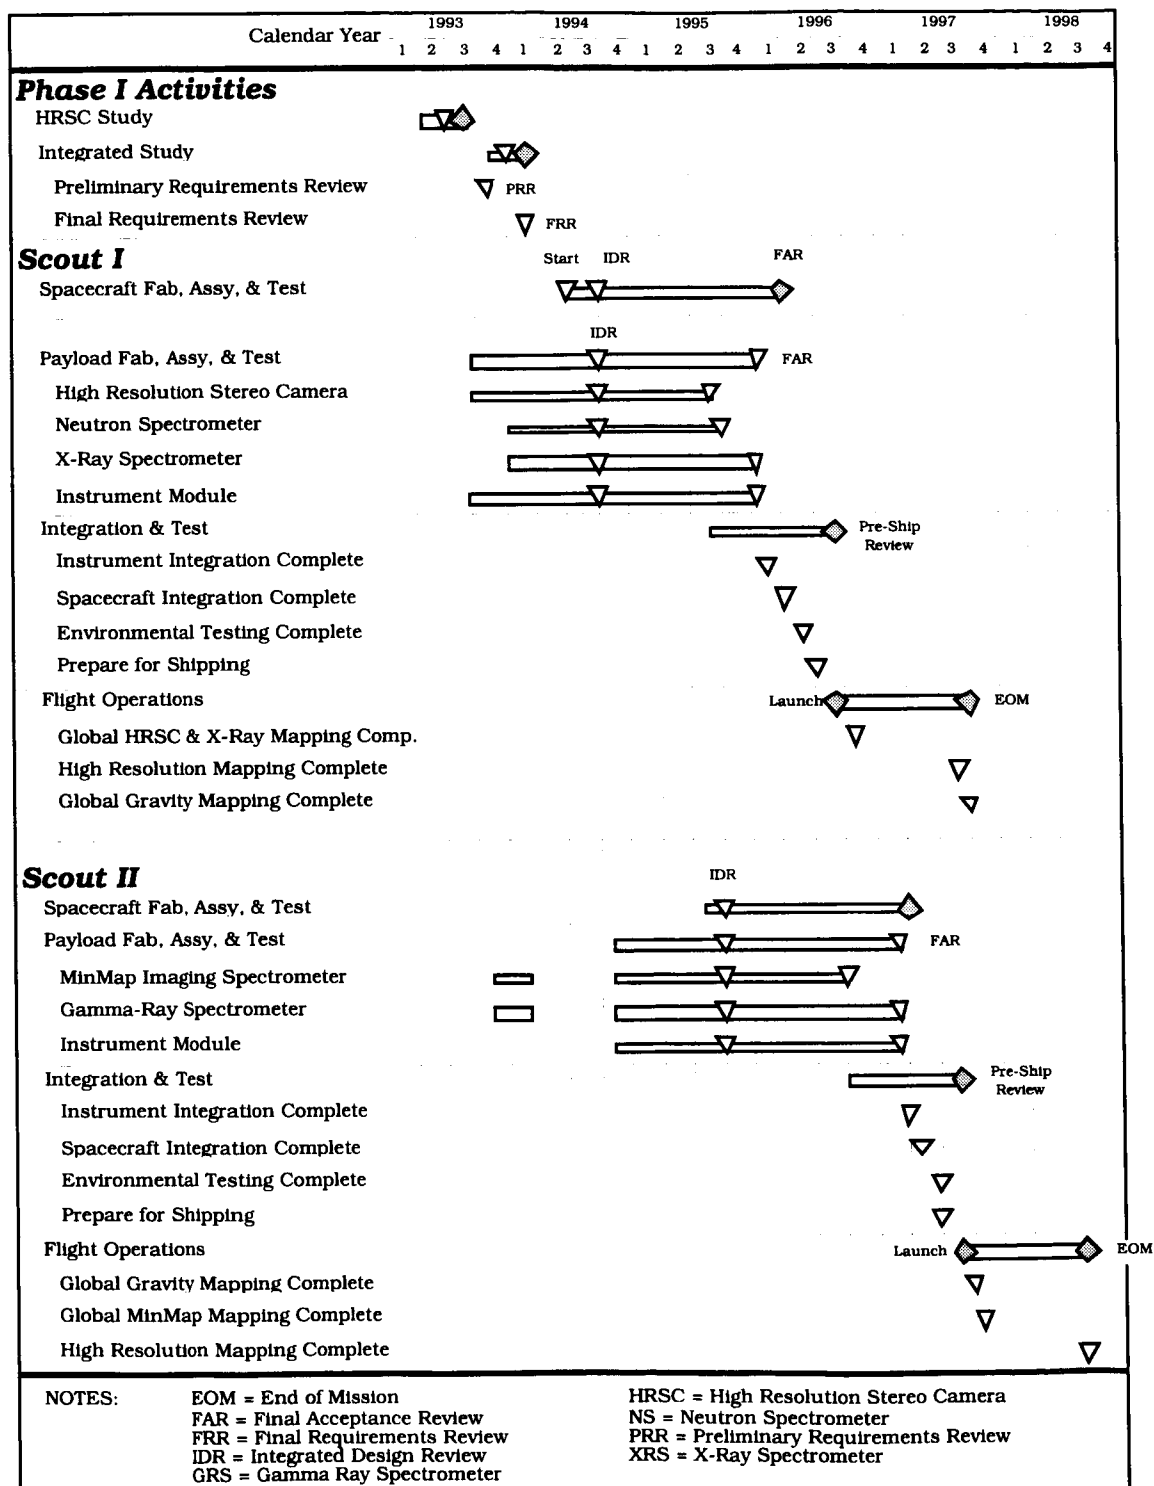 1993 1994 1995 1996 1997 1998
Calendar Year 1 2 3 4 1 2 3 4 1 2 3 4 1 2 3 4 1 2 3 4 1 2 3 4
Phase I Activities
HRSC Study
Integrated Study
Preliminary Requirements Review PRR
Final Requirements Review FRR
Scout I Start IDR FAR
Spacecraft Fab, Assy, & Test
IDR
Payload Fab, Assy, & Test FAR
High Resolution Stereo Camera
Neutron Spectrometer
X-Ray Spectrometer
Instrument Module
Integration & Test Pre-Ship
Review
Instrument Integration Complete
Spacecraft Integration Complete
Environmental Testing Complete
Prepare for Shipping
Flight Operations Launch EOM
Global HRSC & X-Ray Mapping Comp.
High Resolution Mapping Complete
Global Gravity Mapping Complete
Scout II IDR
Spacecraft Fab, Assy, & Test
Payload Fab, Assy, & Test FAR
MinMap Imaging Spectrometer
Gamma-Ray Spectrometer
Instrument Module
Integration & Test Pre-Ship
Review
Instrument Integration Complete
Spacecraft Integration Complete
Environmental Testing Complete
Prepare for Shipping
Flight Operations Launch EOM
Global Gravity Mapping Complete
Global MinMap Mapping Complete
High Resolution Mapping Complete
NOTES: EOM = End of Mission HRSC = High Resolution Stereo Camera
FAR = Final Acceptance Review NS = Neutron Spectrometer
FRR = Final Requirements Review PRR = Preliminary Requirements Review
IDR = Integrated Design Review XRS = X-Ray Spectrometer
GRS = Gamma Ray Spectrometer